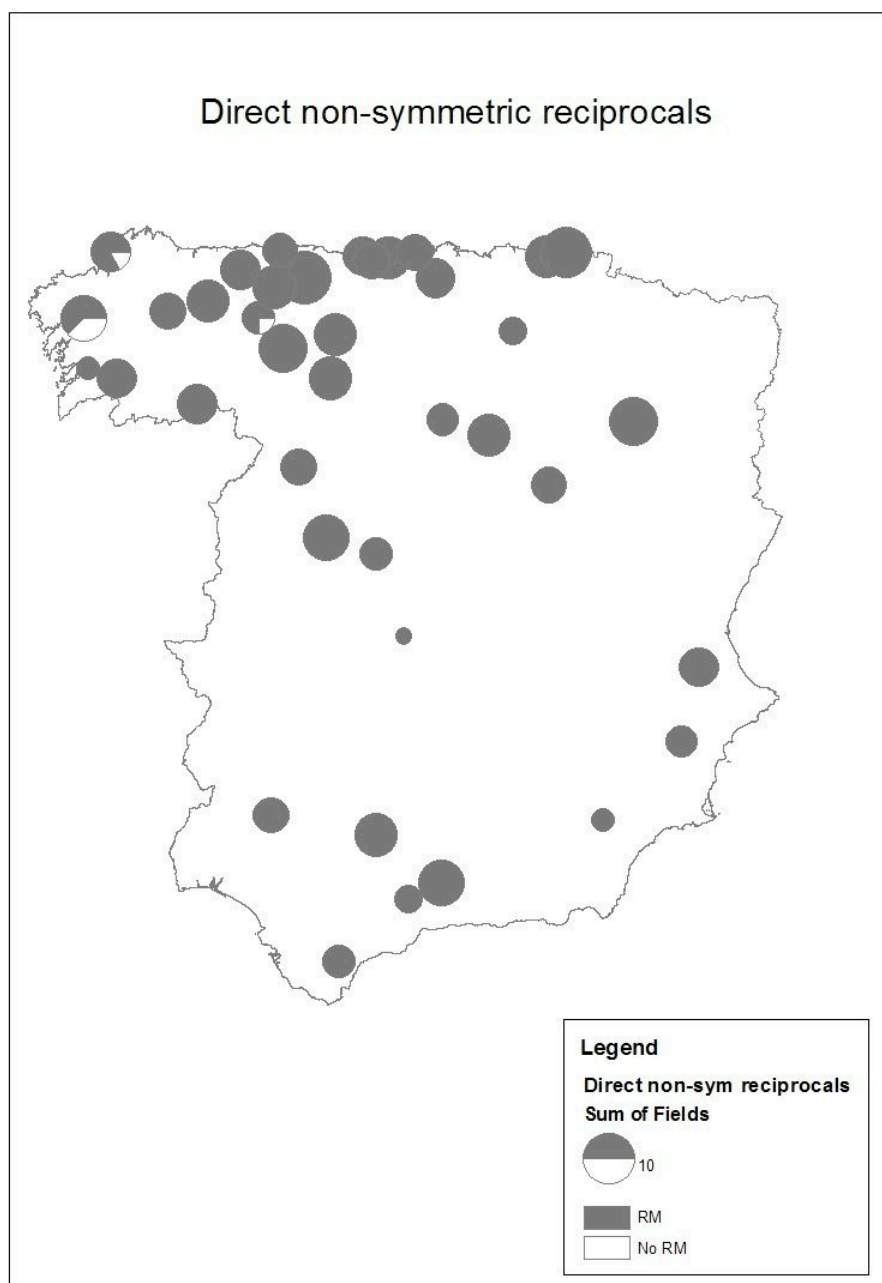 Direct non-symmetric reciprocals
Legend
Direct non-sym reciprocals
Sum of Fields
10
RM
No RM